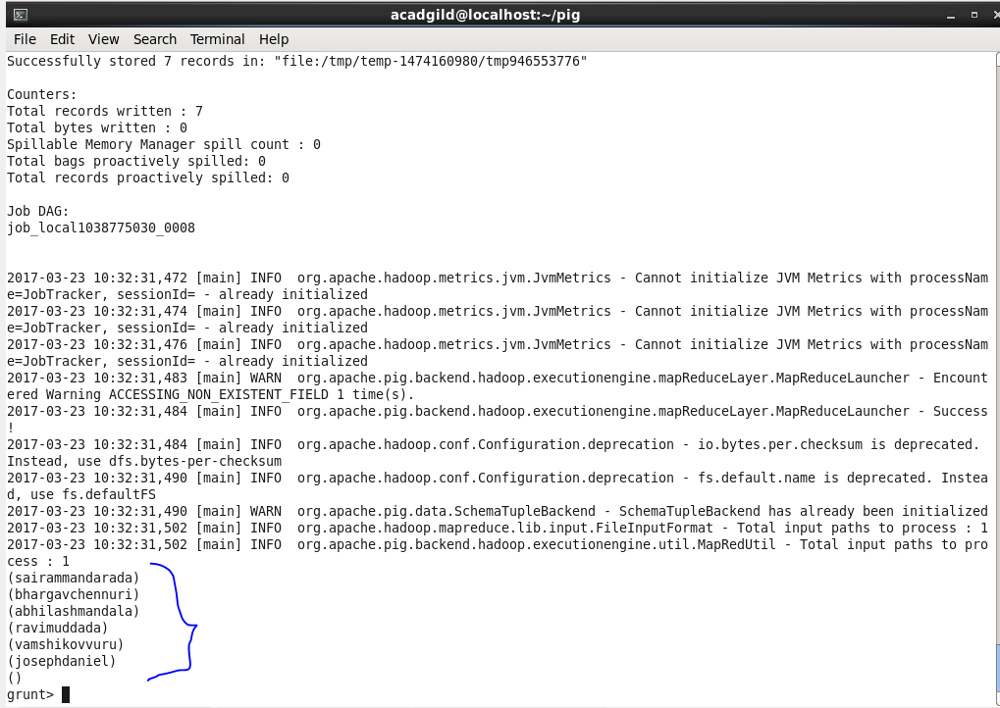 acadgild@localhost:~/pig
File Edit View Search Terminal Help
Successfully stored 7 records in: "file:/tmp/temp-1474160980/tmp946553776"
Counters:
Total records written : 7
Total bytes written : 0
Spillable Memory Manager spill count : 0
Total bags proactively spilled: 0
Total records proactively spilled: 0
Job DAG:
job_local1038775030_0008
2017-03-23 10:32:31,472 [main] INFO  org.apache.hadoop.metrics.jvm.JvmMetrics - Cannot initialize JVM Metrics with processNam
e=JobTracker, sessionId= - already initialized
2017-03-23 10:32:31,474 [main] INFO  org.apache.hadoop.metrics.jvm.JvmMetrics - Cannot initialize JVM Metrics with processNam
e=JobTracker, sessionId= - already initialized
2017-03-23 10:32:31,476 [main] INFO  org.apache.hadoop.metrics.jvm.JvmMetrics - Cannot initialize JVM Metrics with processNam
e=JobTracker, sessionId= - already initialized
2017-03-23 10:32:31,483 [main] WARN  org.apache.pig.backend.hadoop.executionengine.mapReduceLayer.MapReduceLauncher - Encount
ered Warning ACCESSING_NON_EXISTENT_FIELD 1 time(s).
2017-03-23 10:32:31,484 [main] INFO  org.apache.pig.backend.hadoop.executionengine.mapReduceLayer.MapReduceLauncher - Success
!
2017-03-23 10:32:31,484 [main] INFO  org.apache.hadoop.conf.Configuration.deprecation - io.bytes.per.checksum is deprecated.
Instead, use dfs.bytes-per-checksum
2017-03-23 10:32:31,490 [main] INFO  org.apache.hadoop.conf.Configuration.deprecation - fs.default.name is deprecated. Instea
d, use fs.defaultFS
2017-03-23 10:32:31,490 [main] WARN  org.apache.pig.data.SchemaTupleBackend - SchemaTupleBackend has already been initialized
2017-03-23 10:32:31,502 [main] INFO  org.apache.hadoop.mapreduce.lib.input.FileInputFormat - Total input paths to process : 1
2017-03-23 10:32:31,502 [main] INFO  org.apache.pig.backend.hadoop.executionengine.util.MapRedUtil - Total input paths to pro
cess : 1
(sairammandarada)
(bhargavchennuri)
(abhilashmandala)
(ravimuddada)
(vamshikovvuru)
(josephdaniel)
()
grunt>